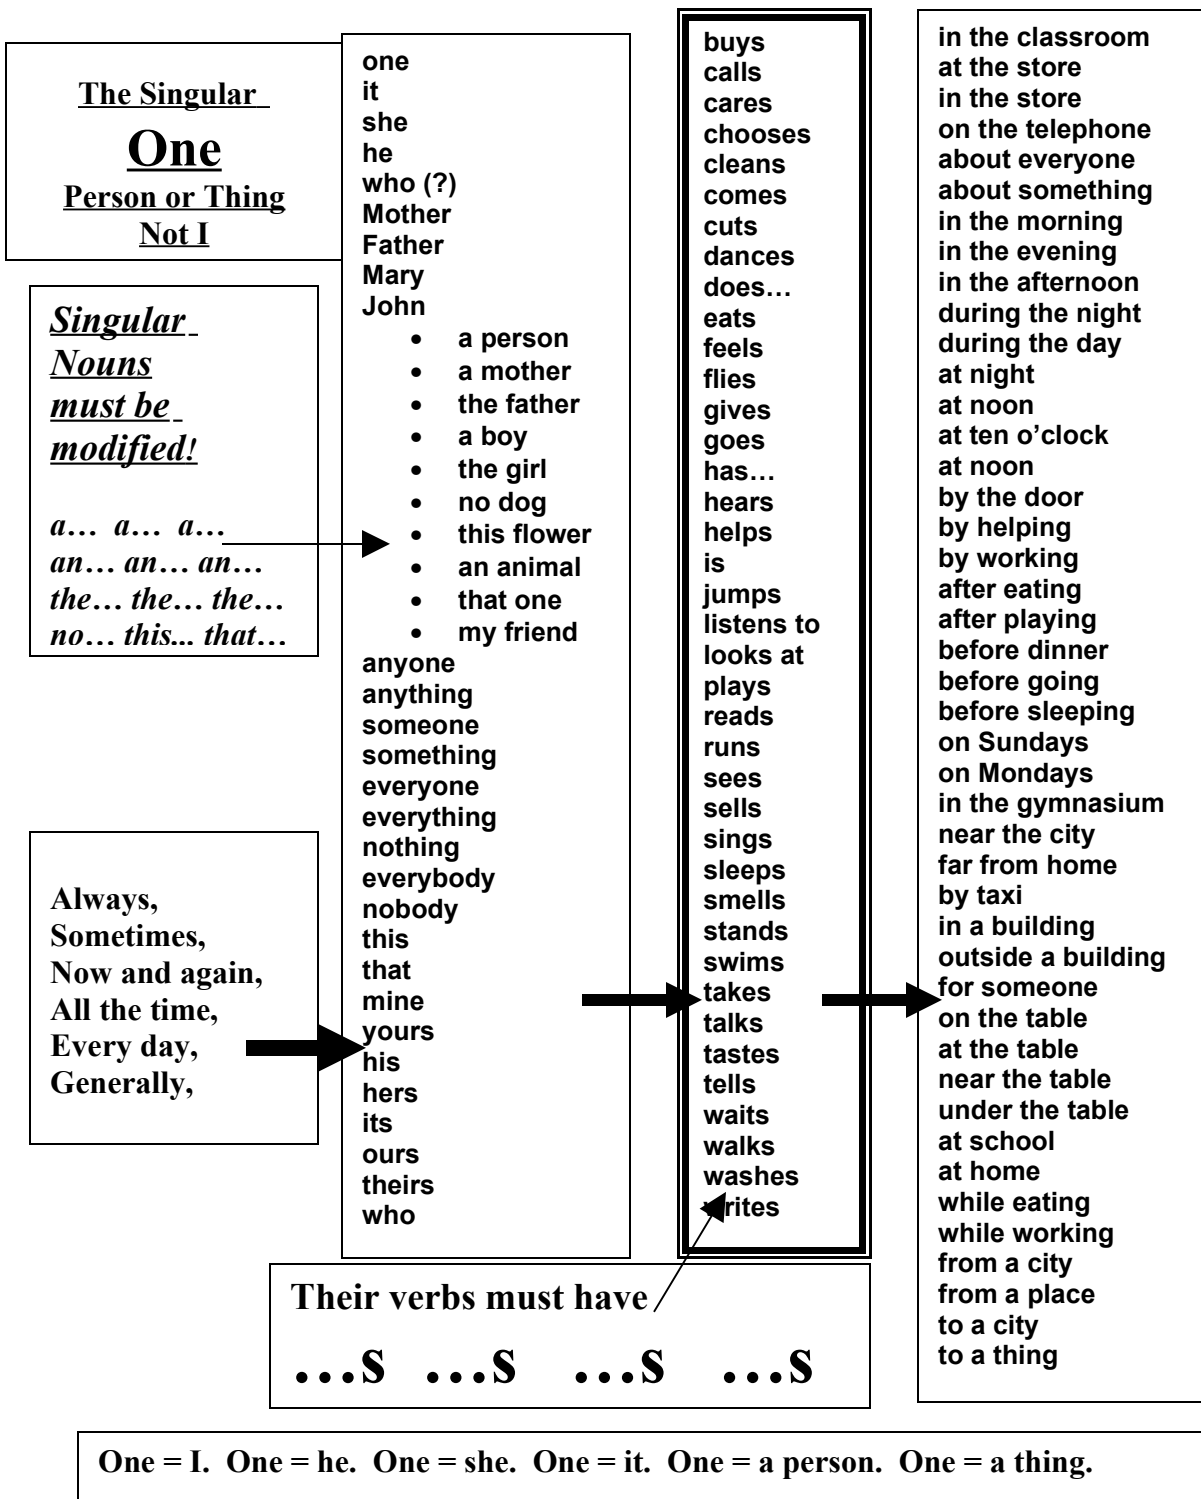 The Singular
One
Person or Thing
Not I
Singular
Nouns
must be
modified!
a… a… a…
an… an… an…
the… the… the…
no… this... that…
Always,
Sometimes,
Now and again,
All the time,
Every day,
Generally,
one
it
she
he
who (?)
Mother
Father
Mary
John
• a person
• a mother
• the father
• a boy
• the girl
• no dog
• this flower
• an animal
• that one
• my friend
anyone
anything
someone
something
everyone
everything
nothing
everybody
nobody
this
that
mine
yours
his
hers
its
ours
theirs
who
buys
calls
cares
chooses
cleans
comes
cuts
dances
does…
eats
feels
flies
gives
goes
has…
hears
helps
is
jumps
listens to
looks at
plays
reads
runs
sees
sells
sings
sleeps
smells
stands
swims
takes
talks
tastes
tells
waits
walks
washes
writes
in the classroom
at the store
in the store
on the telephone
about everyone
about something
in the morning
in the evening
in the afternoon
during the night
during the day
at night
at noon
at ten o’clock
at noon
by the door
by helping
by working
after eating
after playing
before dinner
before going
before sleeping
on Sundays
on Mondays
in the gymnasium
near the city
far from home
by taxi
in a building
outside a building
for someone
on the table
at the table
near the table
under the table
at school
at home
while eating
while working
from a city
from a place
to a city
to a thing
Their verbs must have
…s …s …s …s
One = I. One = he. One = she. One = it. One = a person. One = a thing.